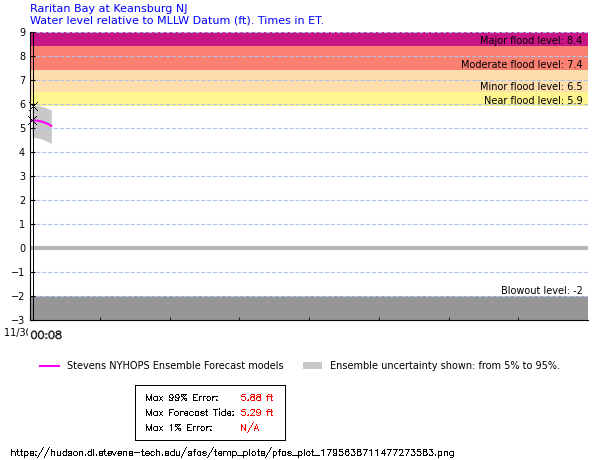 Raritan Bay at Keansburg NJ
Water level relative to MLLW Datum (ft). Times in ET.
9
Major flood level: 8.4
8
Moderate flood level: 7.4
7
Minor flood level: 6.5
6
Near flood level: 5.9
5
4
3
2
1
0
−1
Blowout level: -2
−2
−3
11/30
00:08
Stevens NYHOPS Ensemble Forecast models
Ensemble uncertainty shown: from 5% to 95%.
Max 99% Error: 5.88 ft
Max Forecast Tide: 5.29 ft
Max 1% Error: N/A
https://hudson.dl.stevens-tech.edu/sfas/temp_plots/pfas_plot_1795638711477273583.png